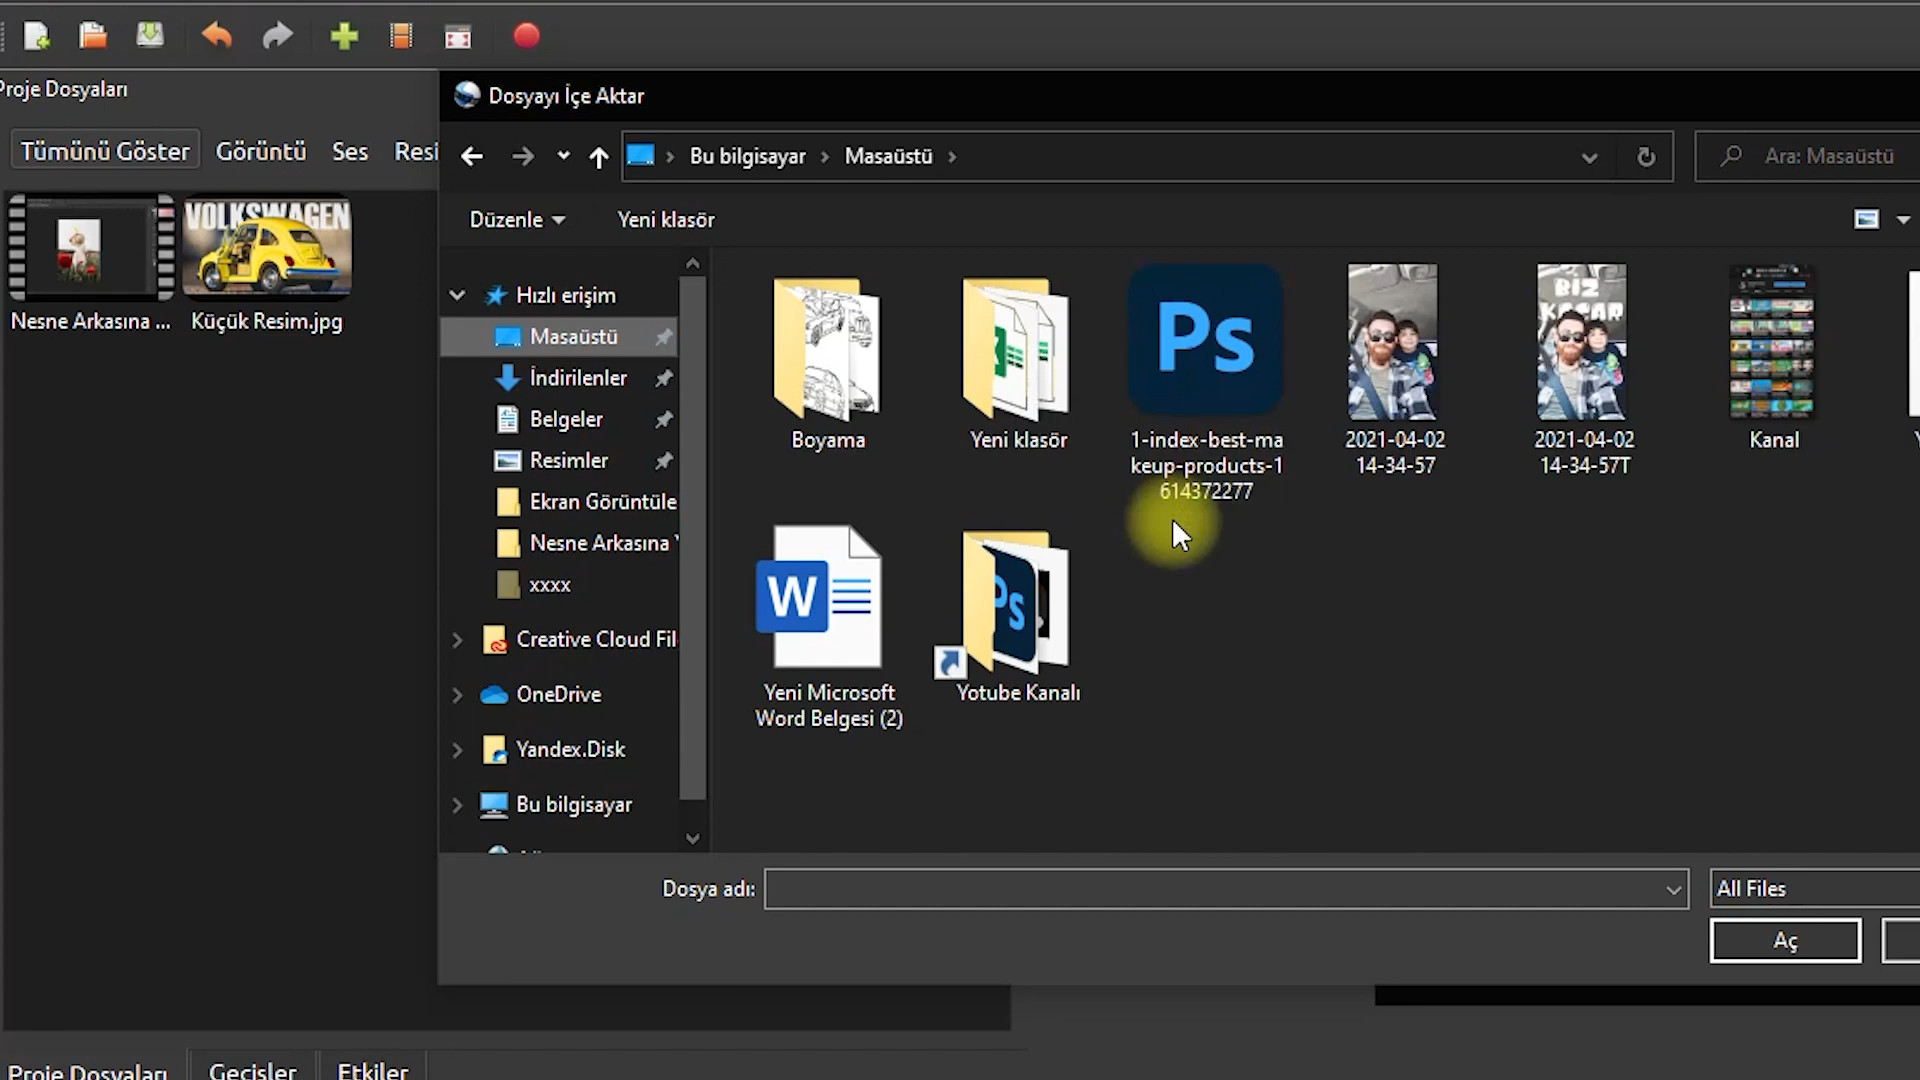 Proje Dosyaları
Dosyayı İçe Aktar
Tümünü Göster
Görüntü
Ses
Resi
Bu bilgisayar
Masaüstü
Ara: Masaüstü
Düzenle
Yeni klasör
VOLKSWAGEN
Nesne Arkasına ...
Küçük Resim.jpg
Hızlı erişim
Masaüstü
İndirilenler
Belgeler
Resimler
Ekran Görüntüle
Nesne Arkasına
xxxx
Creative Cloud Fil
OneDrive
Yandex.Disk
Bu bilgisayar
Boyama
Yeni klasör
Ps
1-index-best-ma
keup-products-1
614372277
2021-04-02
14-34-57
BIZ
KAÇAR
2021-04-02
14-34-57T
Kanal
W
Yeni Microsoft
Word Belgesi (2)
Ps
Yotube Kanalı
Dosya adı:
All Files
Aç
Proje Dosyaları
Geçişler
Etkiler